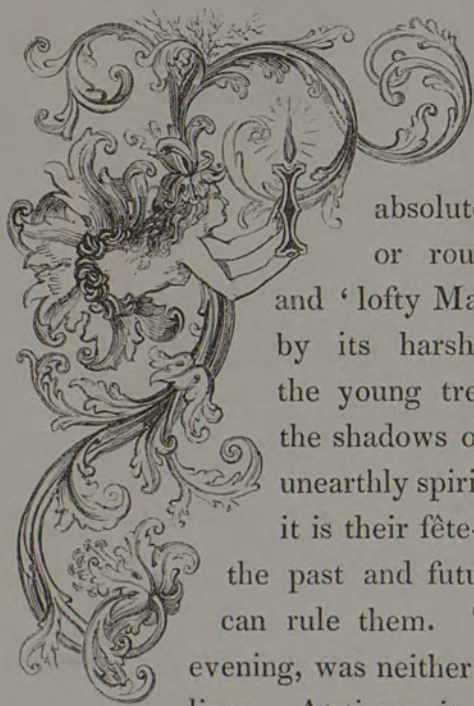 absolute
or rou
and ‘ lofty Ma
by its harsh
the young tre
the shadows o
unearthly spiri
it is their fête-
the past and futu
can rule them.
evening, was neither